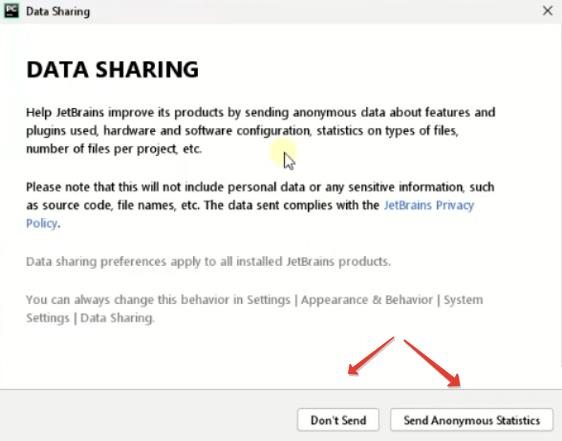 PC Data Sharing
DATA SHARING
Help JetBrains improve its products by sending anonymous data about features and
plugins used, hardware and software configuration, statistics on types of files,
number of files per project, etc.
Please note that this will not include personal data or any sensitive information, such
as source code, file names, etc. The data sent complies with the JetBrains Privacy
Policy.
Data sharing preferences apply to all installed JetBrains products.
You can always change this behavior in Settings | Appearance & Behavior | System
Settings | Data Sharing.
Don't Send Send Anonymous Statistics